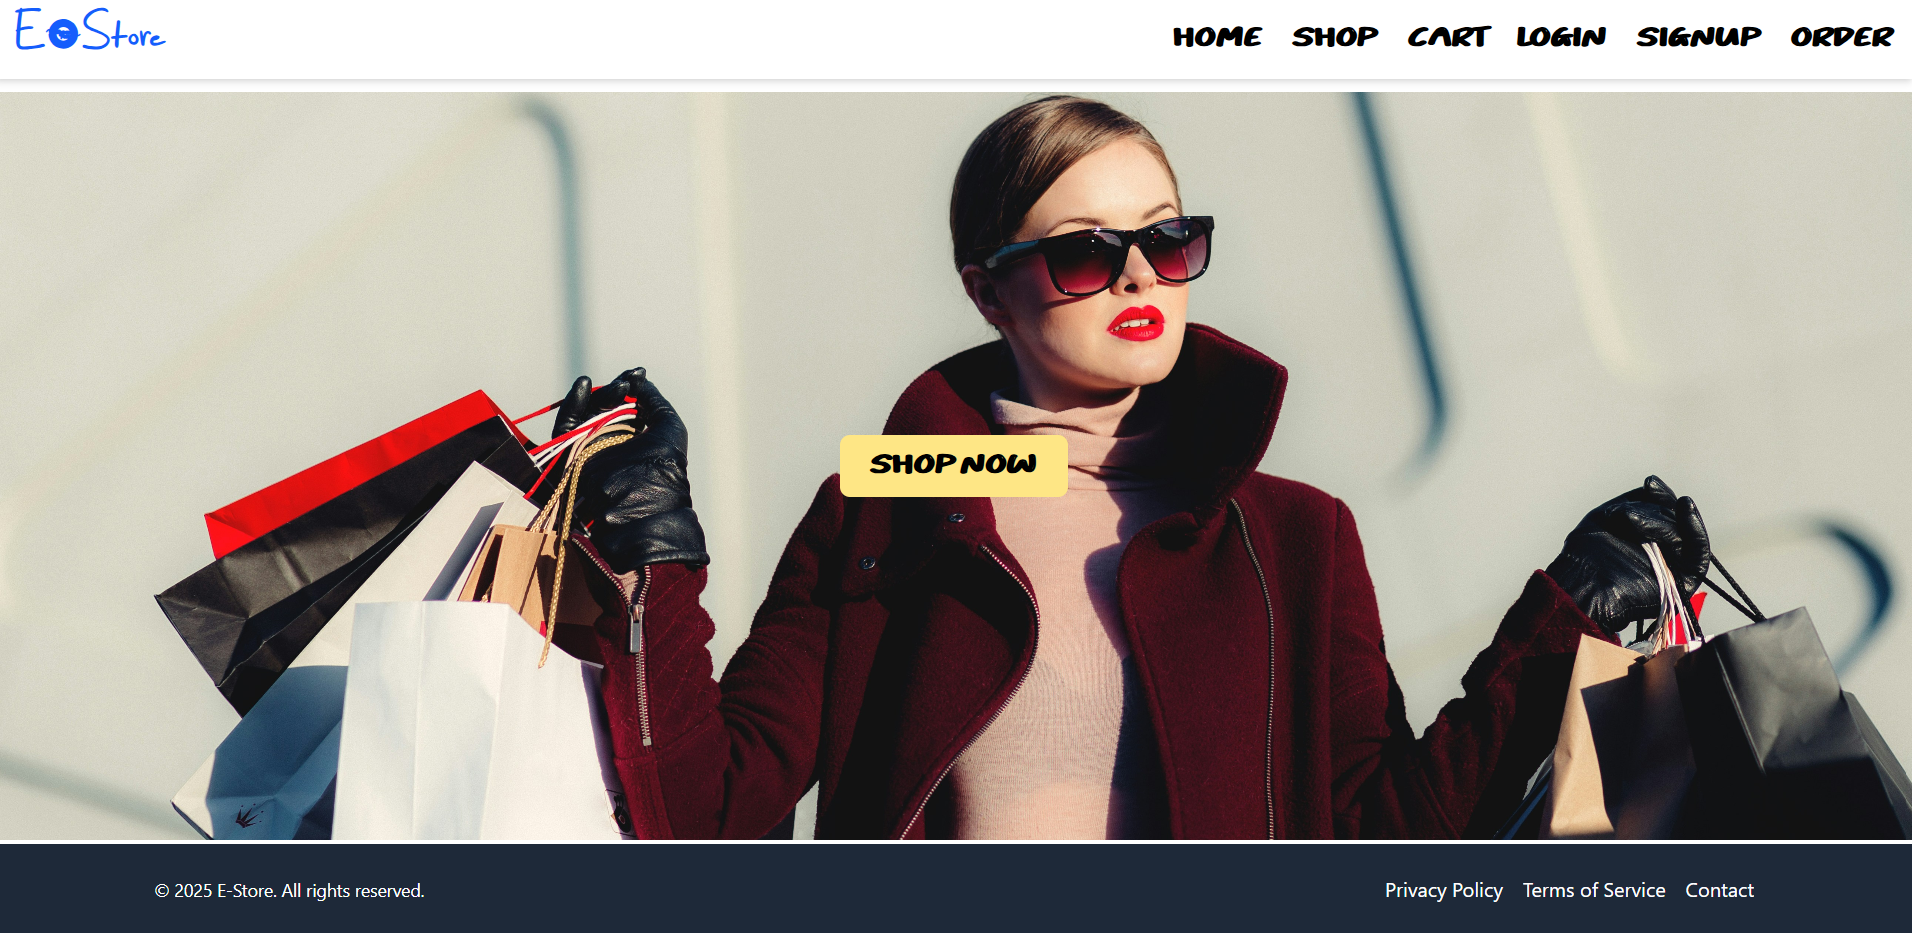 E Store
HOME SHOP CART LOGIN SIGNUP ORDER
SHOP NOW
© 2025 E-Store. All rights reserved.
Privacy Policy Terms of Service Contact